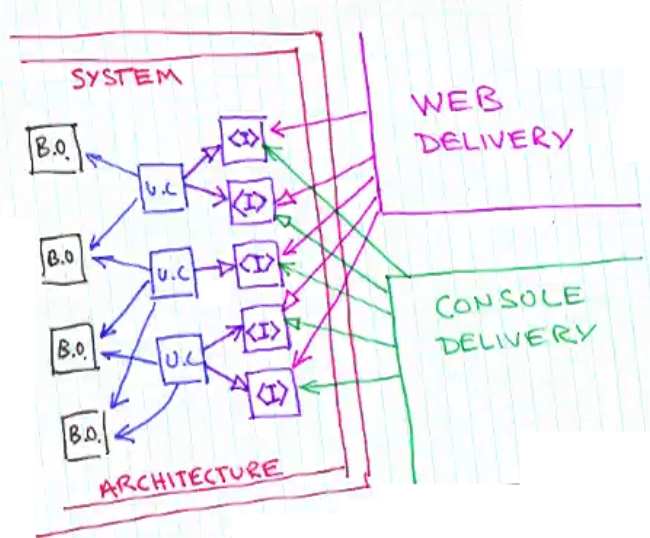 SYSTEM
WEB
DELIVERY
B.O.
<I>
U.C
<I>
B.O
U.C
<I>
CONSOLE
DELIVERY
<I>
B.O.
U.C
<I>
B.O.
ARCHITECTURE